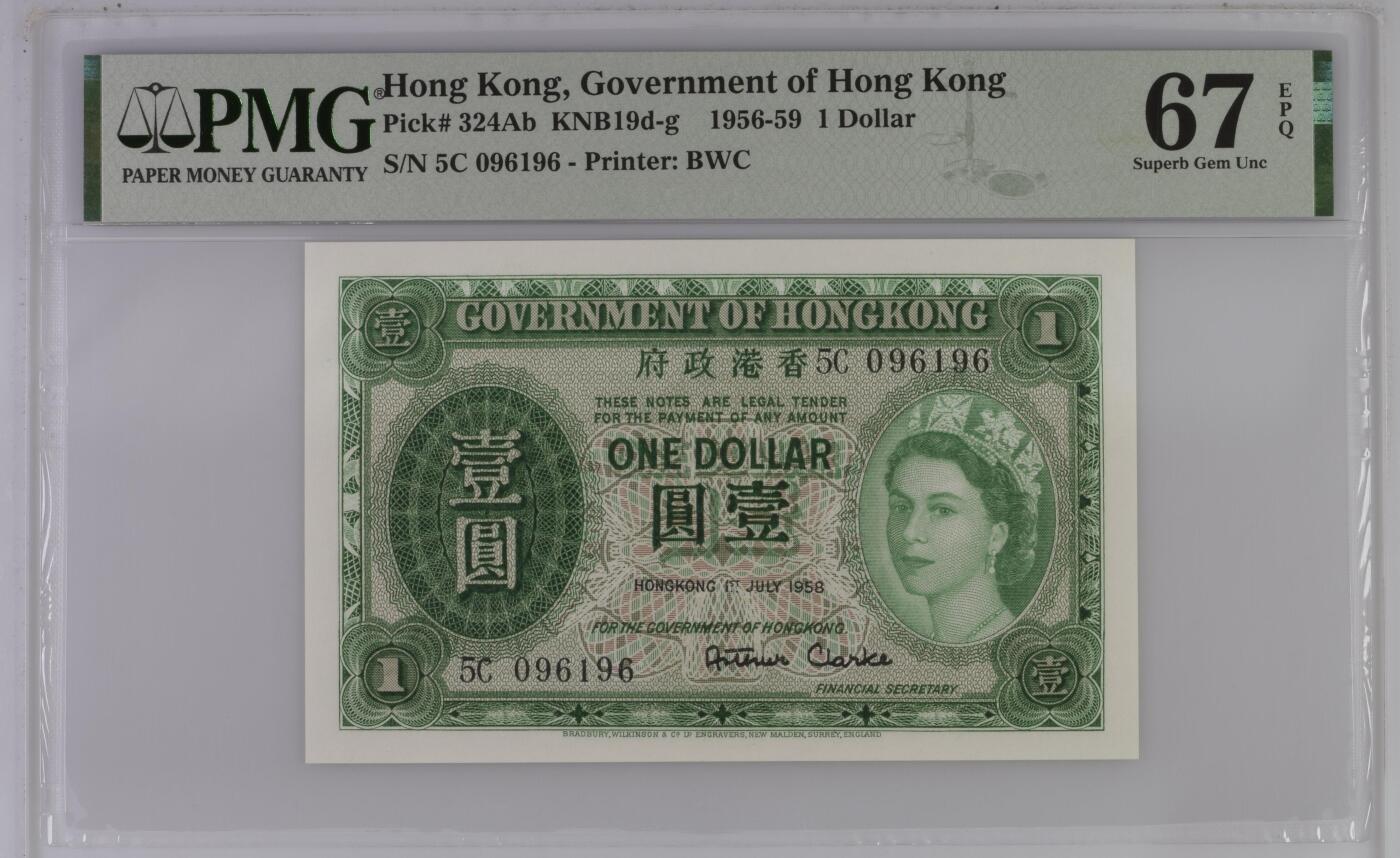 PMG®
PAPER MONEY GUARANTY
Hong Kong, Government of Hong Kong
Pick# 324Ab KNB19d-g 1956-59 1 Dollar
S/N 5C 096196 - Printer: BWC
67
EPQ
Superb Gem Unc
壹
GOVERNMENT OF HONGKONG
1
府政港香 5C 096196
THESE NOTES ARE LEGAL TENDER
FOR THE PAYMENT OF ANY AMOUNT
ONE DOLLAR
圓壹
壹圓
HONGKONG 1ST JULY 1958
FOR THE GOVERNMENT OF HONGKONG.
1
5C 096196
Arthur Clarke
FINANCIAL SECRETARY
壹
BRADBURY, WILKINSON & Co Ld ENGRAVERS, NEW MALDEN, SURREY, ENGLAND